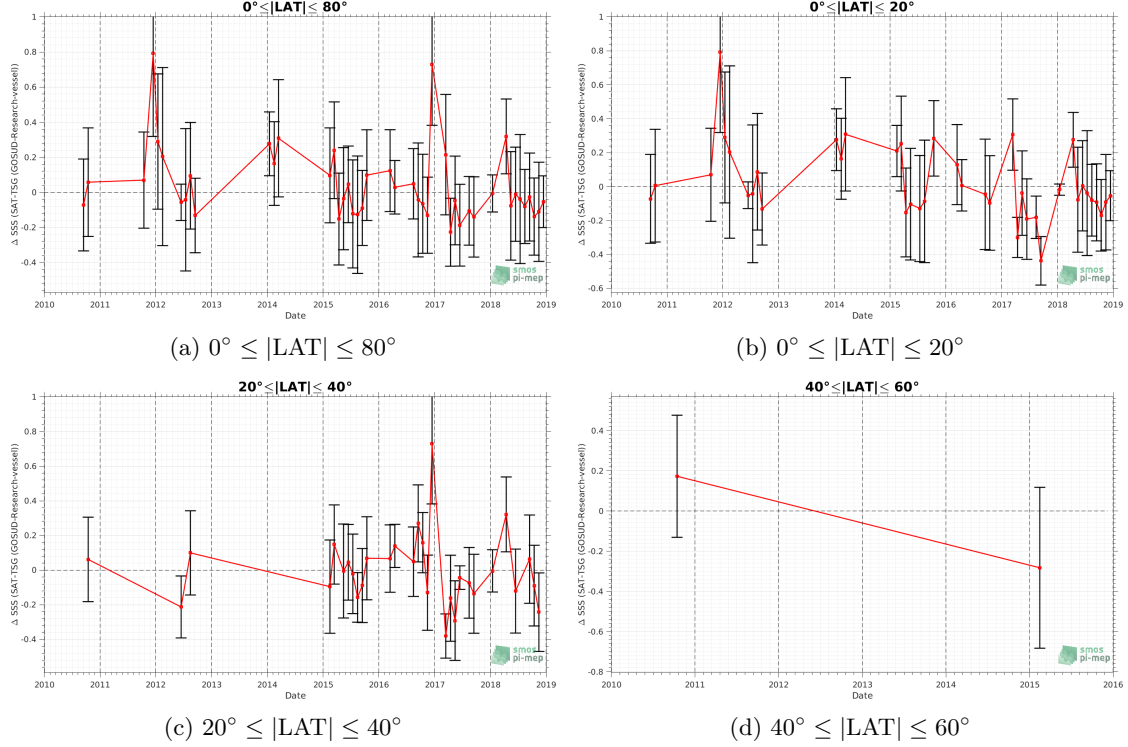 0°≤|LAT|≤ 80°
Δ SSS (SAT-TSG (GOSUD-Research-vessel))
1
0.8
0.6
0.4
0.2
0
-0.2
-0.4
2010 2011 2012 2013 2014 2015 2016 2017 2018 2019
Date
smos
pi-mep
(a) 0° ≤ |LAT| ≤ 80°
0°≤|LAT|≤ 20°
Δ SSS (SAT-TSG (GOSUD-Research-vessel))
1
0.8
0.6
0.4
0.2
0
-0.2
-0.4
-0.6
2010 2011 2012 2013 2014 2015 2016 2017 2018 2019
Date
smos
pi-mep
(b) 0° ≤ |LAT| ≤ 20°
20°≤|LAT|≤ 40°
Δ SSS (SAT-TSG (GOSUD-Research-vessel))
1
0.8
0.6
0.4
0.2
0
-0.2
-0.4
2010 2011 2012 2013 2014 2015 2016 2017 2018 2019
Date
smos
pi-mep
(c) 20° ≤ |LAT| ≤ 40°
40°≤|LAT|≤ 60°
Δ SSS (SAT-TSG (GOSUD-Research-vessel))
0.4
0.2
0
-0.2
-0.4
-0.6
-0.8
2010 2011 2012 2013 2014 2015 2016
Date
smos
pi-mep
(d) 40° ≤ |LAT| ≤ 60°